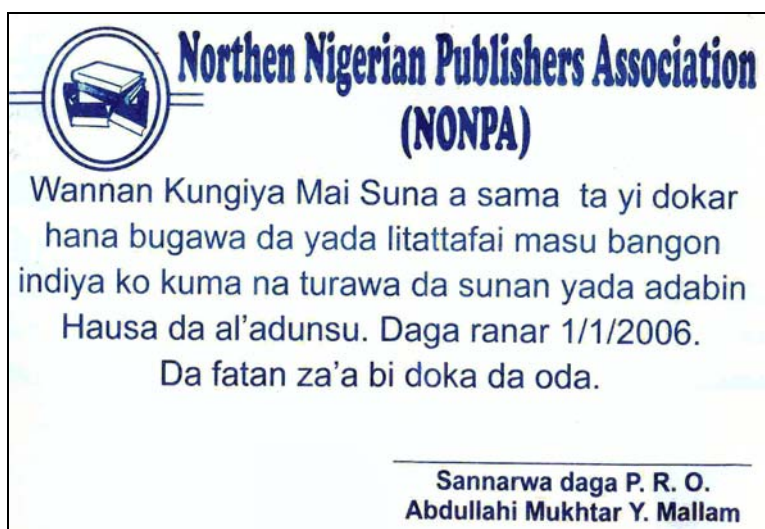 Northen Nigerian Publishers Association
(NONPA)
Wannan Kungiya Mai Suna a sama ta yi dokar
hana bugawa da yada litattafai masu bangon
indiya ko kuma na turawa da sunan yada adabin
Hausa da al'adunsu. Daga ranar 1/1/2006.
Da fatan za'a bi doka da oda.
Sannarwa daga P. R. O.
Abdullahi Mukhtar Y. Mallam